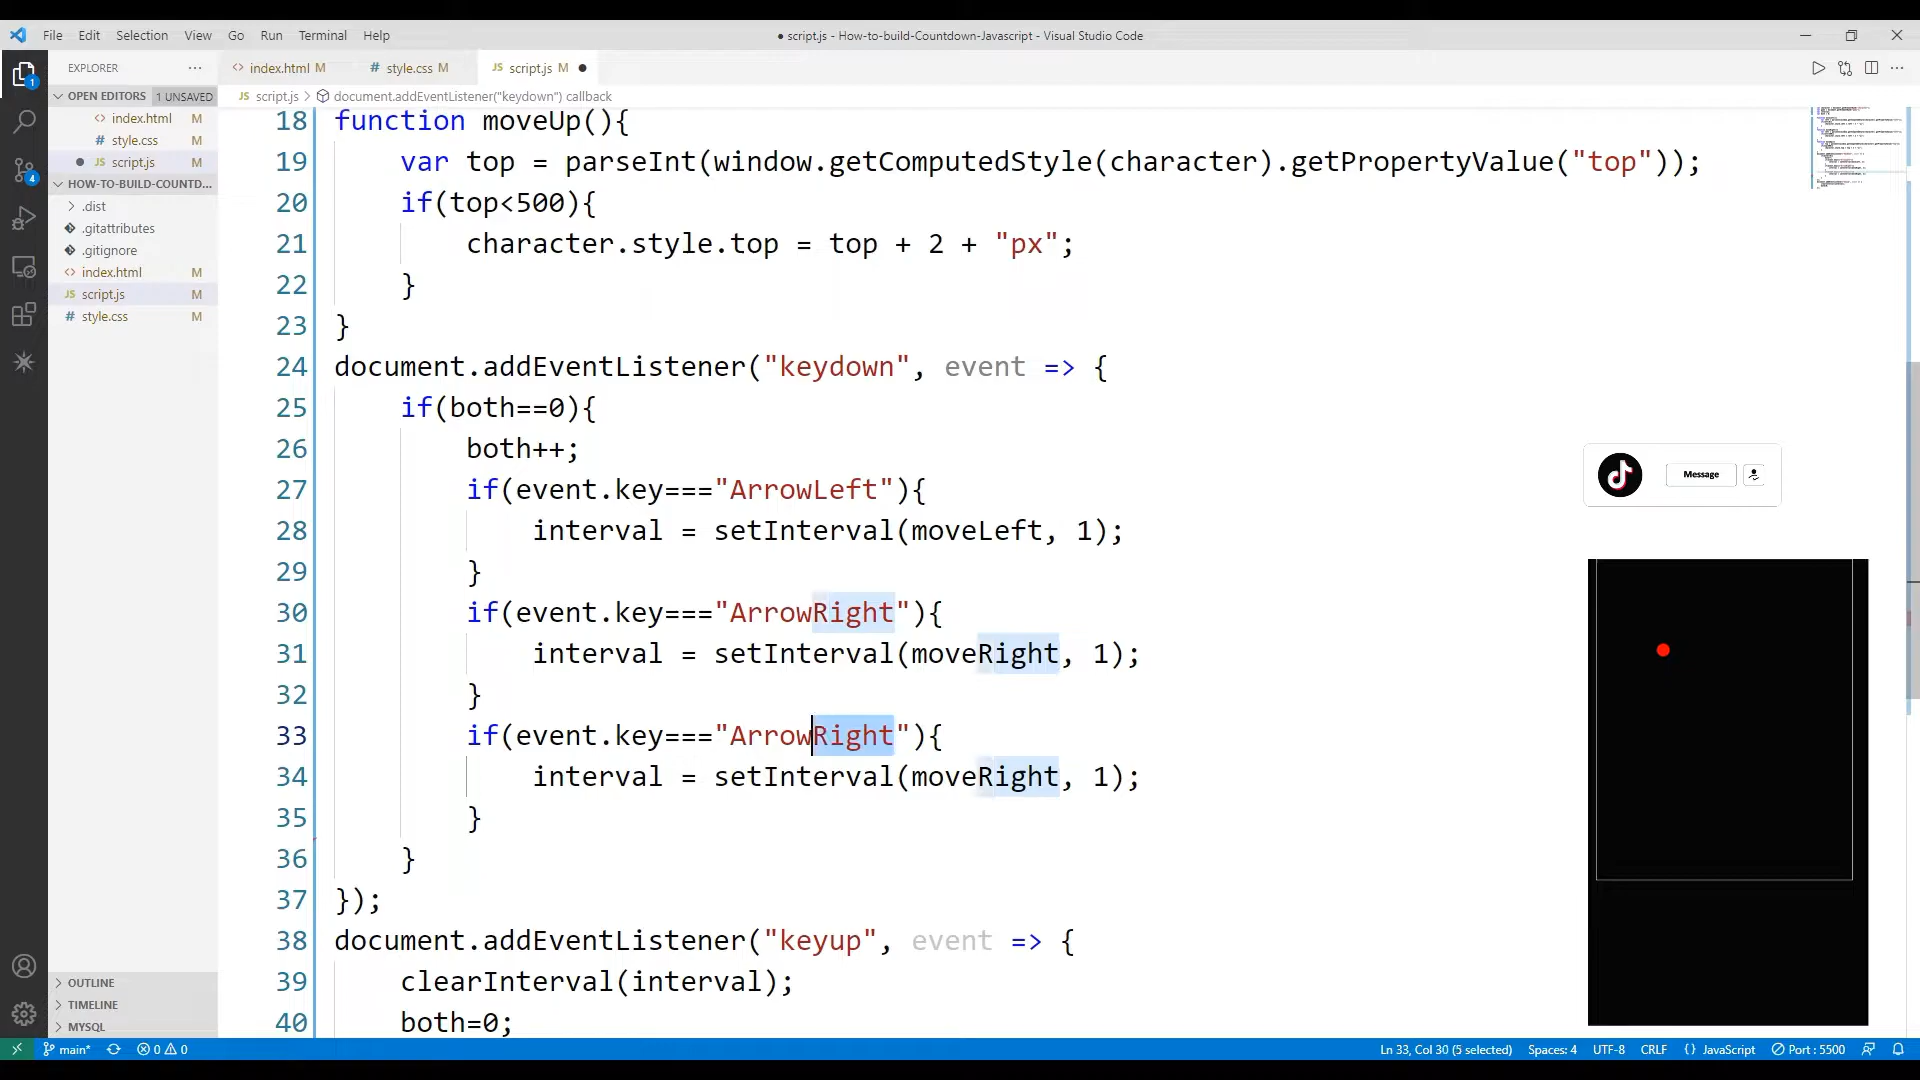 File Edit Selection View Go Run Terminal Help
● script.js - How-to-build-Countdown-Javascript - Visual Studio Code
EXPLORER ···
index.html M
# style.css M
JS script.js M ●
OPEN EDITORS 1 UNSAVED
JS script.js > document.addEventListener("keydown") callback
<> index.html M
# style.css M
● JS script.js M
HOW-TO-BUILD-COUNTD...
> .dist
.gitattributes
.gitignore
<> index.html M
JS script.js M
# style.css M
1
4
18 function moveUp(){
19 var top = parseInt(window.getComputedStyle(character).getPropertyValue("top"));
20 if(top<500){
21 character.style.top = top + 2 + "px";
22 }
23 }
24 document.addEventListener("keydown", event => {
25 if(both==0){
26 both++;
27 if(event.key==="ArrowLeft"){
28 interval = setInterval(moveLeft, 1);
29 }
30 if(event.key==="ArrowRight"){
31 interval = setInterval(moveRight, 1);
32 }
33 if(event.key==="ArrowRight"){
34 interval = setInterval(moveRight, 1);
35 }
36 }
37 });
38 document.addEventListener("keyup", event => {
39 clearInterval(interval);
40 both=0;
Message
> OUTLINE
> TIMELINE
> MYSQL
main* 0 0
Ln 33, Col 30 (5 selected) Spaces: 4 UTF-8 CRLF {} JavaScript Port : 5500